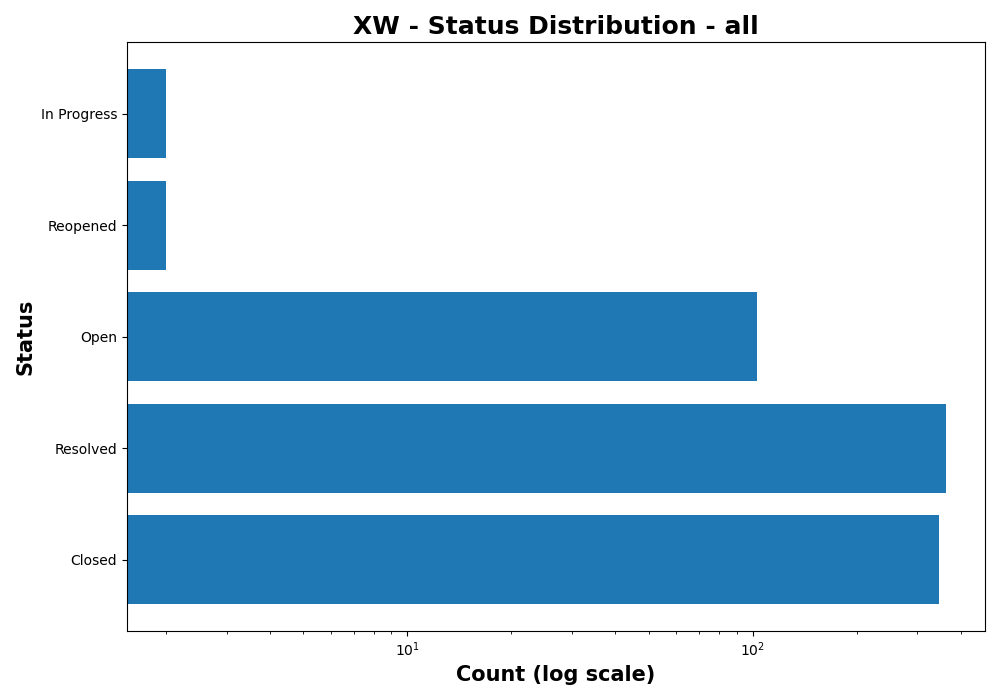 XW - Status Distribution - all
In Progress
Reopened
Open
Resolved
Closed
Status
10¹
10²
Count (log scale)